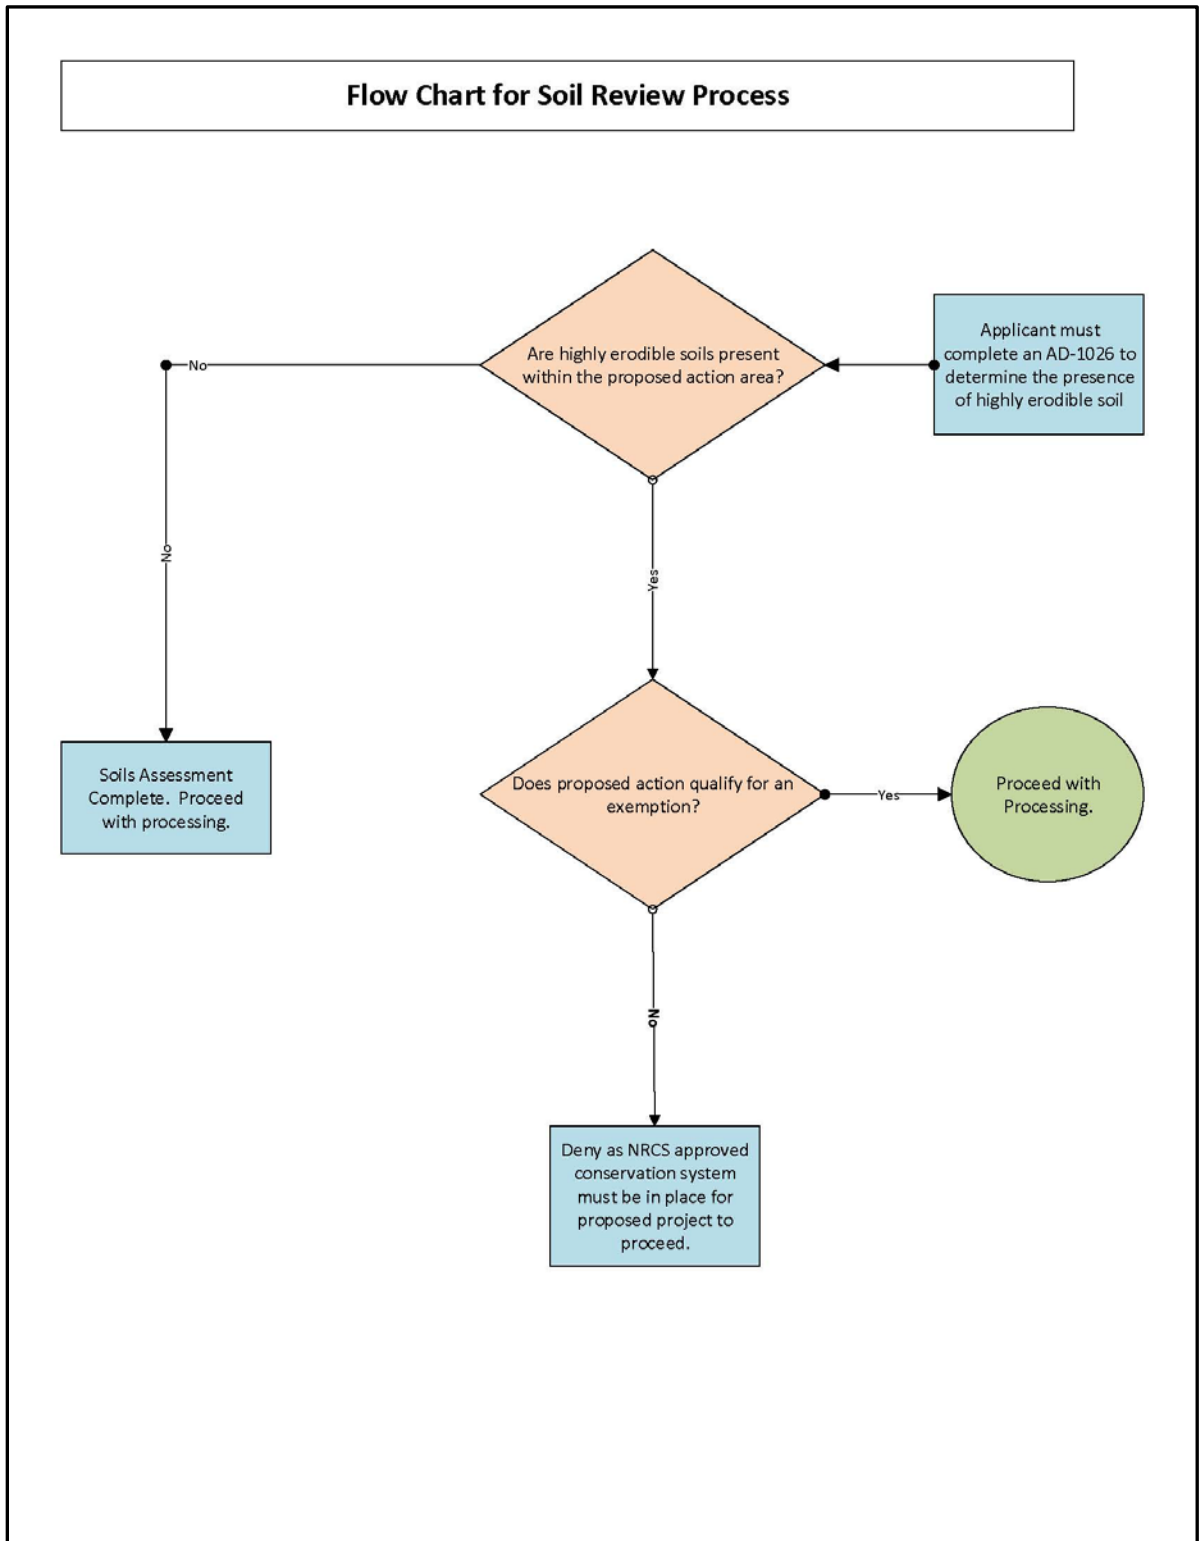 Flow Chart for Soil Review Process
Applicant must
complete an AD-1026 to
determine the presence
of highly erodible soil
Are highly erodible soils present
within the proposed action area?
No
No
Yes
Soils Assessment
Complete.  Proceed
with processing.
Does proposed action qualify for an
exemption?
Yes
Proceed with
Processing.
No
Deny as NRCS approved
conservation system
must be in place for
proposed project to
proceed.